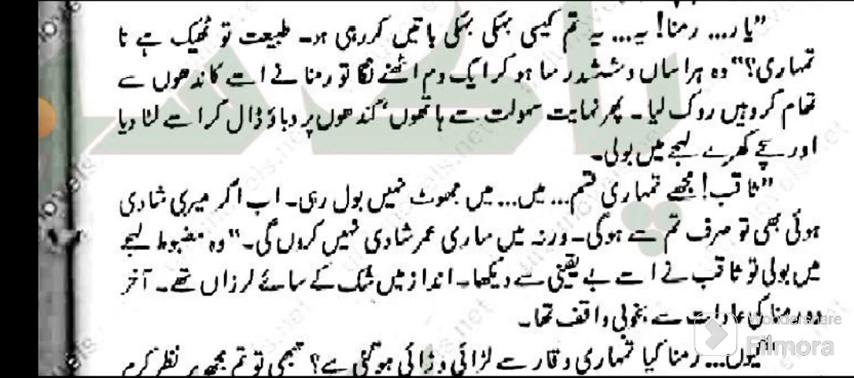 "یار... رمنا! یہ... یہ تم کیسی بہکی بہکی باتیں کررہی ہو۔ طبیعت تو ٹھیک ہے نا
تمہاری؟" وہ ہراساں وششدر سا ہو کر ایک دم اٹھنے لگا تو رمنا نے اسے کاندھوں سے
تھام کر وہیں روک لیا۔ پھر نہایت سہولت سے ہاتھوں کندھوں پر دباؤ ڈال کر اسے لٹا دیا
اور سچے کھرے لہجے میں بولی۔
"ثاقب! مجھے تمہاری قسم... میں... میں جھوٹ نہیں بول رہی۔ اب اگر میری شادی
ہوئی بھی تو صرف تم سے ہوگی۔ ورنہ میں ساری عمر شادی نہیں کروں گی۔" وہ مضبوط لہجے
میں بولی تو ثاقب نے اسے بے یقینی سے دیکھا۔ انداز میں شک کے سائے لرزاں تھے۔ آخر
وہ رمنا کی عادات سے بخوبی واقف تھا۔
"کیوں... رمنا کیا تمہاری وقار سے لڑائی وڑائی ہوگئی ہے؟ تبھی تو تم مجھ پر نظر کرم
Wondershare
Filmora